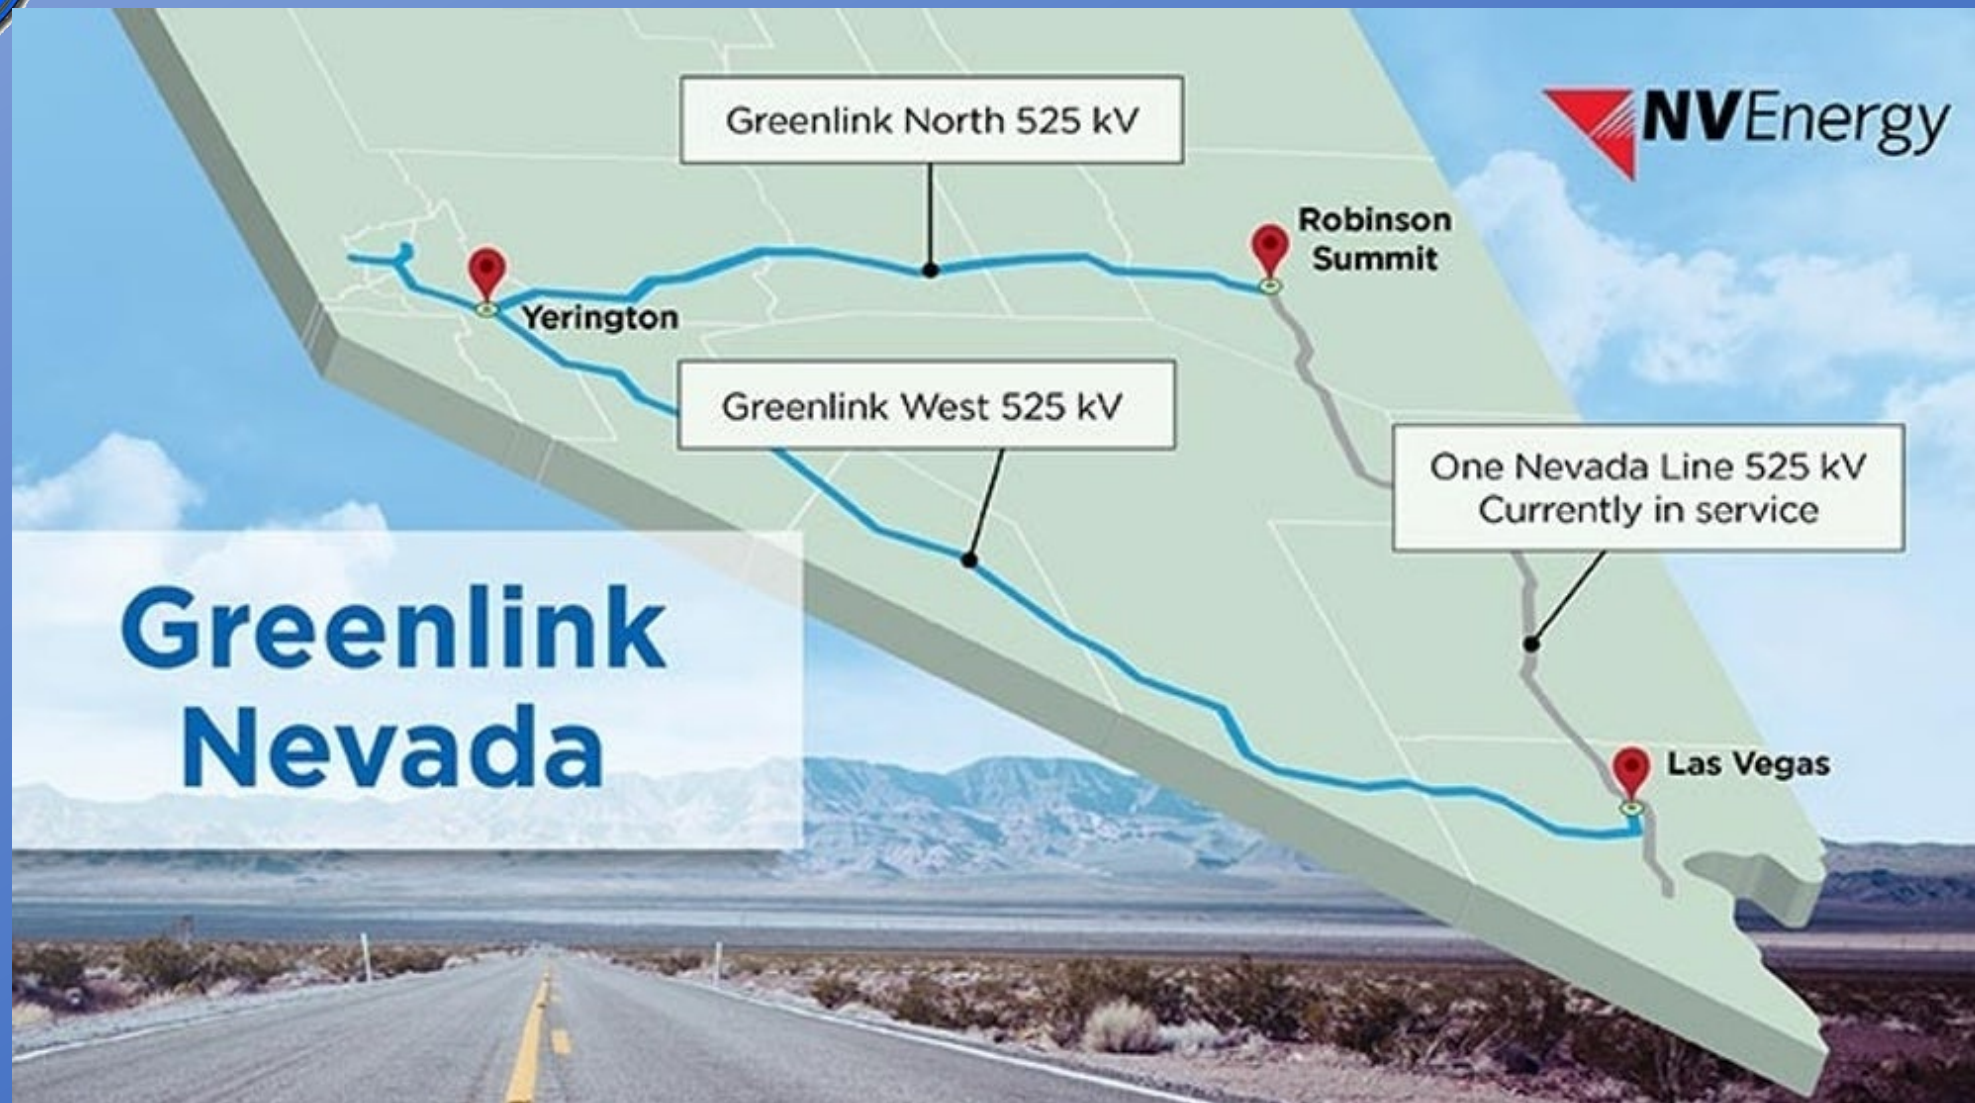 Greenlink North 525 kV
NVEnergy
Robinson
Summit
Yerington
Greenlink West 525 kV
One Nevada Line 525 kV
Currently in service
Greenlink
Nevada
Las Vegas